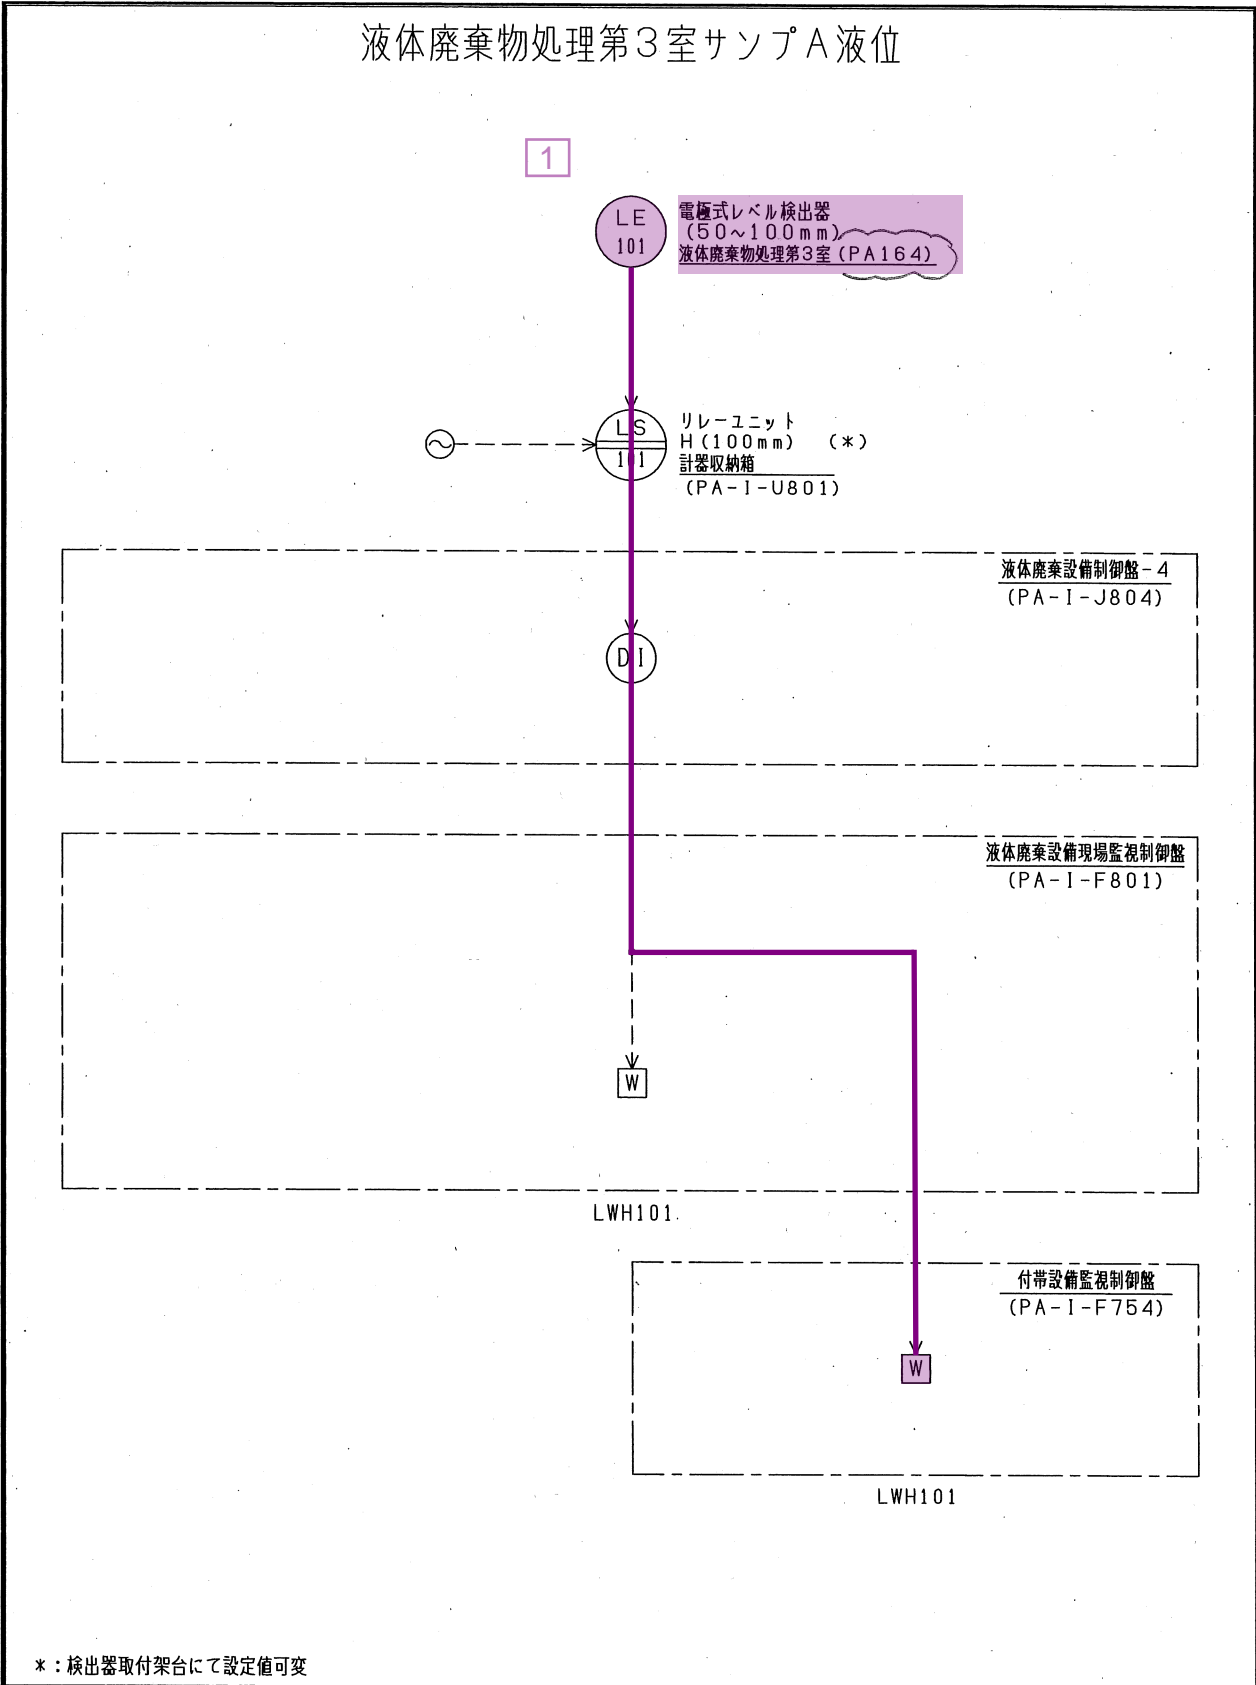 液体廃棄物処理第3室サンプA液位
1
LE
101
電極式レベル検出器
(50～100mm)
液体廃棄物処理第3室(PA164)
LS
101
リレーユニット
H(100mm) (*)
計器収納箱
(PA-I-U801)
液体廃棄設備制御盤-4
(PA-I-J804)
DI
液体廃棄設備現場監視制御盤
(PA-I-F801)
W
LWH101
付帯設備監視制御盤
(PA-I-F754)
W
LWH101
*：検出器取付架台にて設定値可変